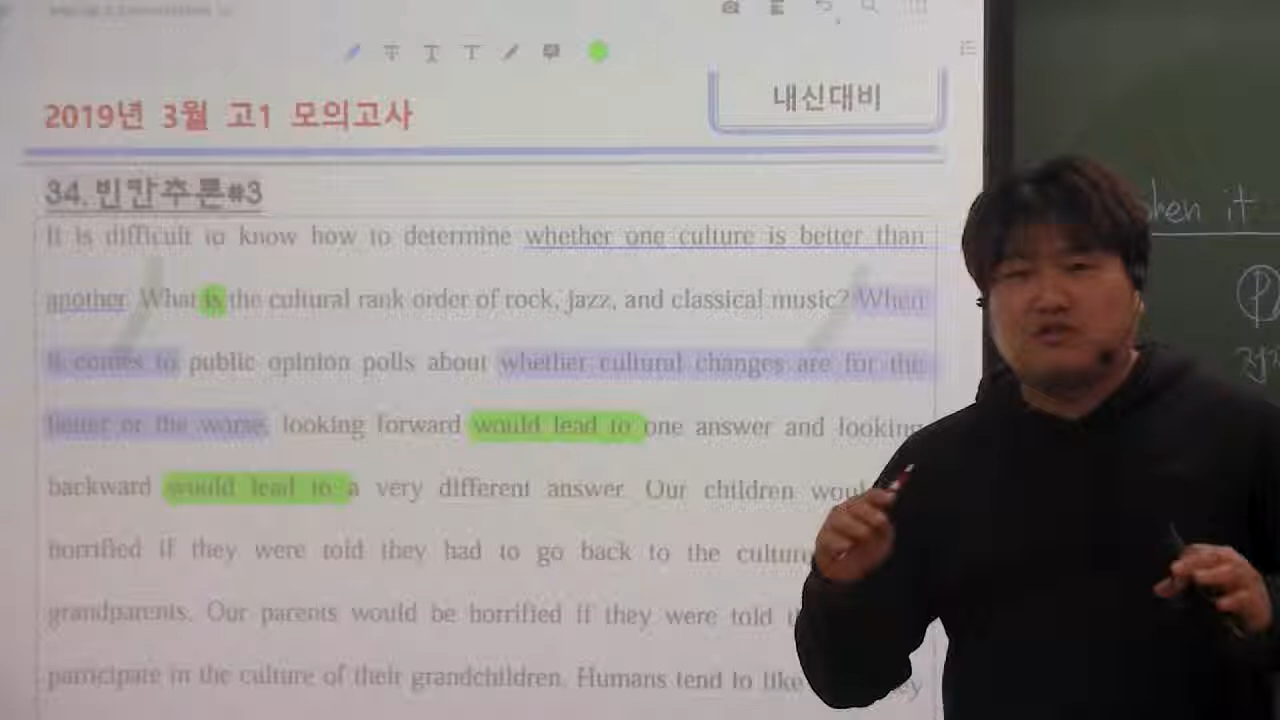 2019년 3월 고1 모의고사
내신대비
34. 빈칸추론#3
It is difficult to know how to determine whether one culture is better than
another. What is the cultural rank order of rock, jazz, and classical music? When
it comes to public opinion polls about whether cultural changes are for the
better or the worse, looking forward would lead to one answer and looking
backward would lead to a very different answer. Our children would
horrified if they were told they had to go back to the culture
grandparents. Our parents would be horrified if they were told
participate in the culture of their grandchildren. Humans tend to like
when it